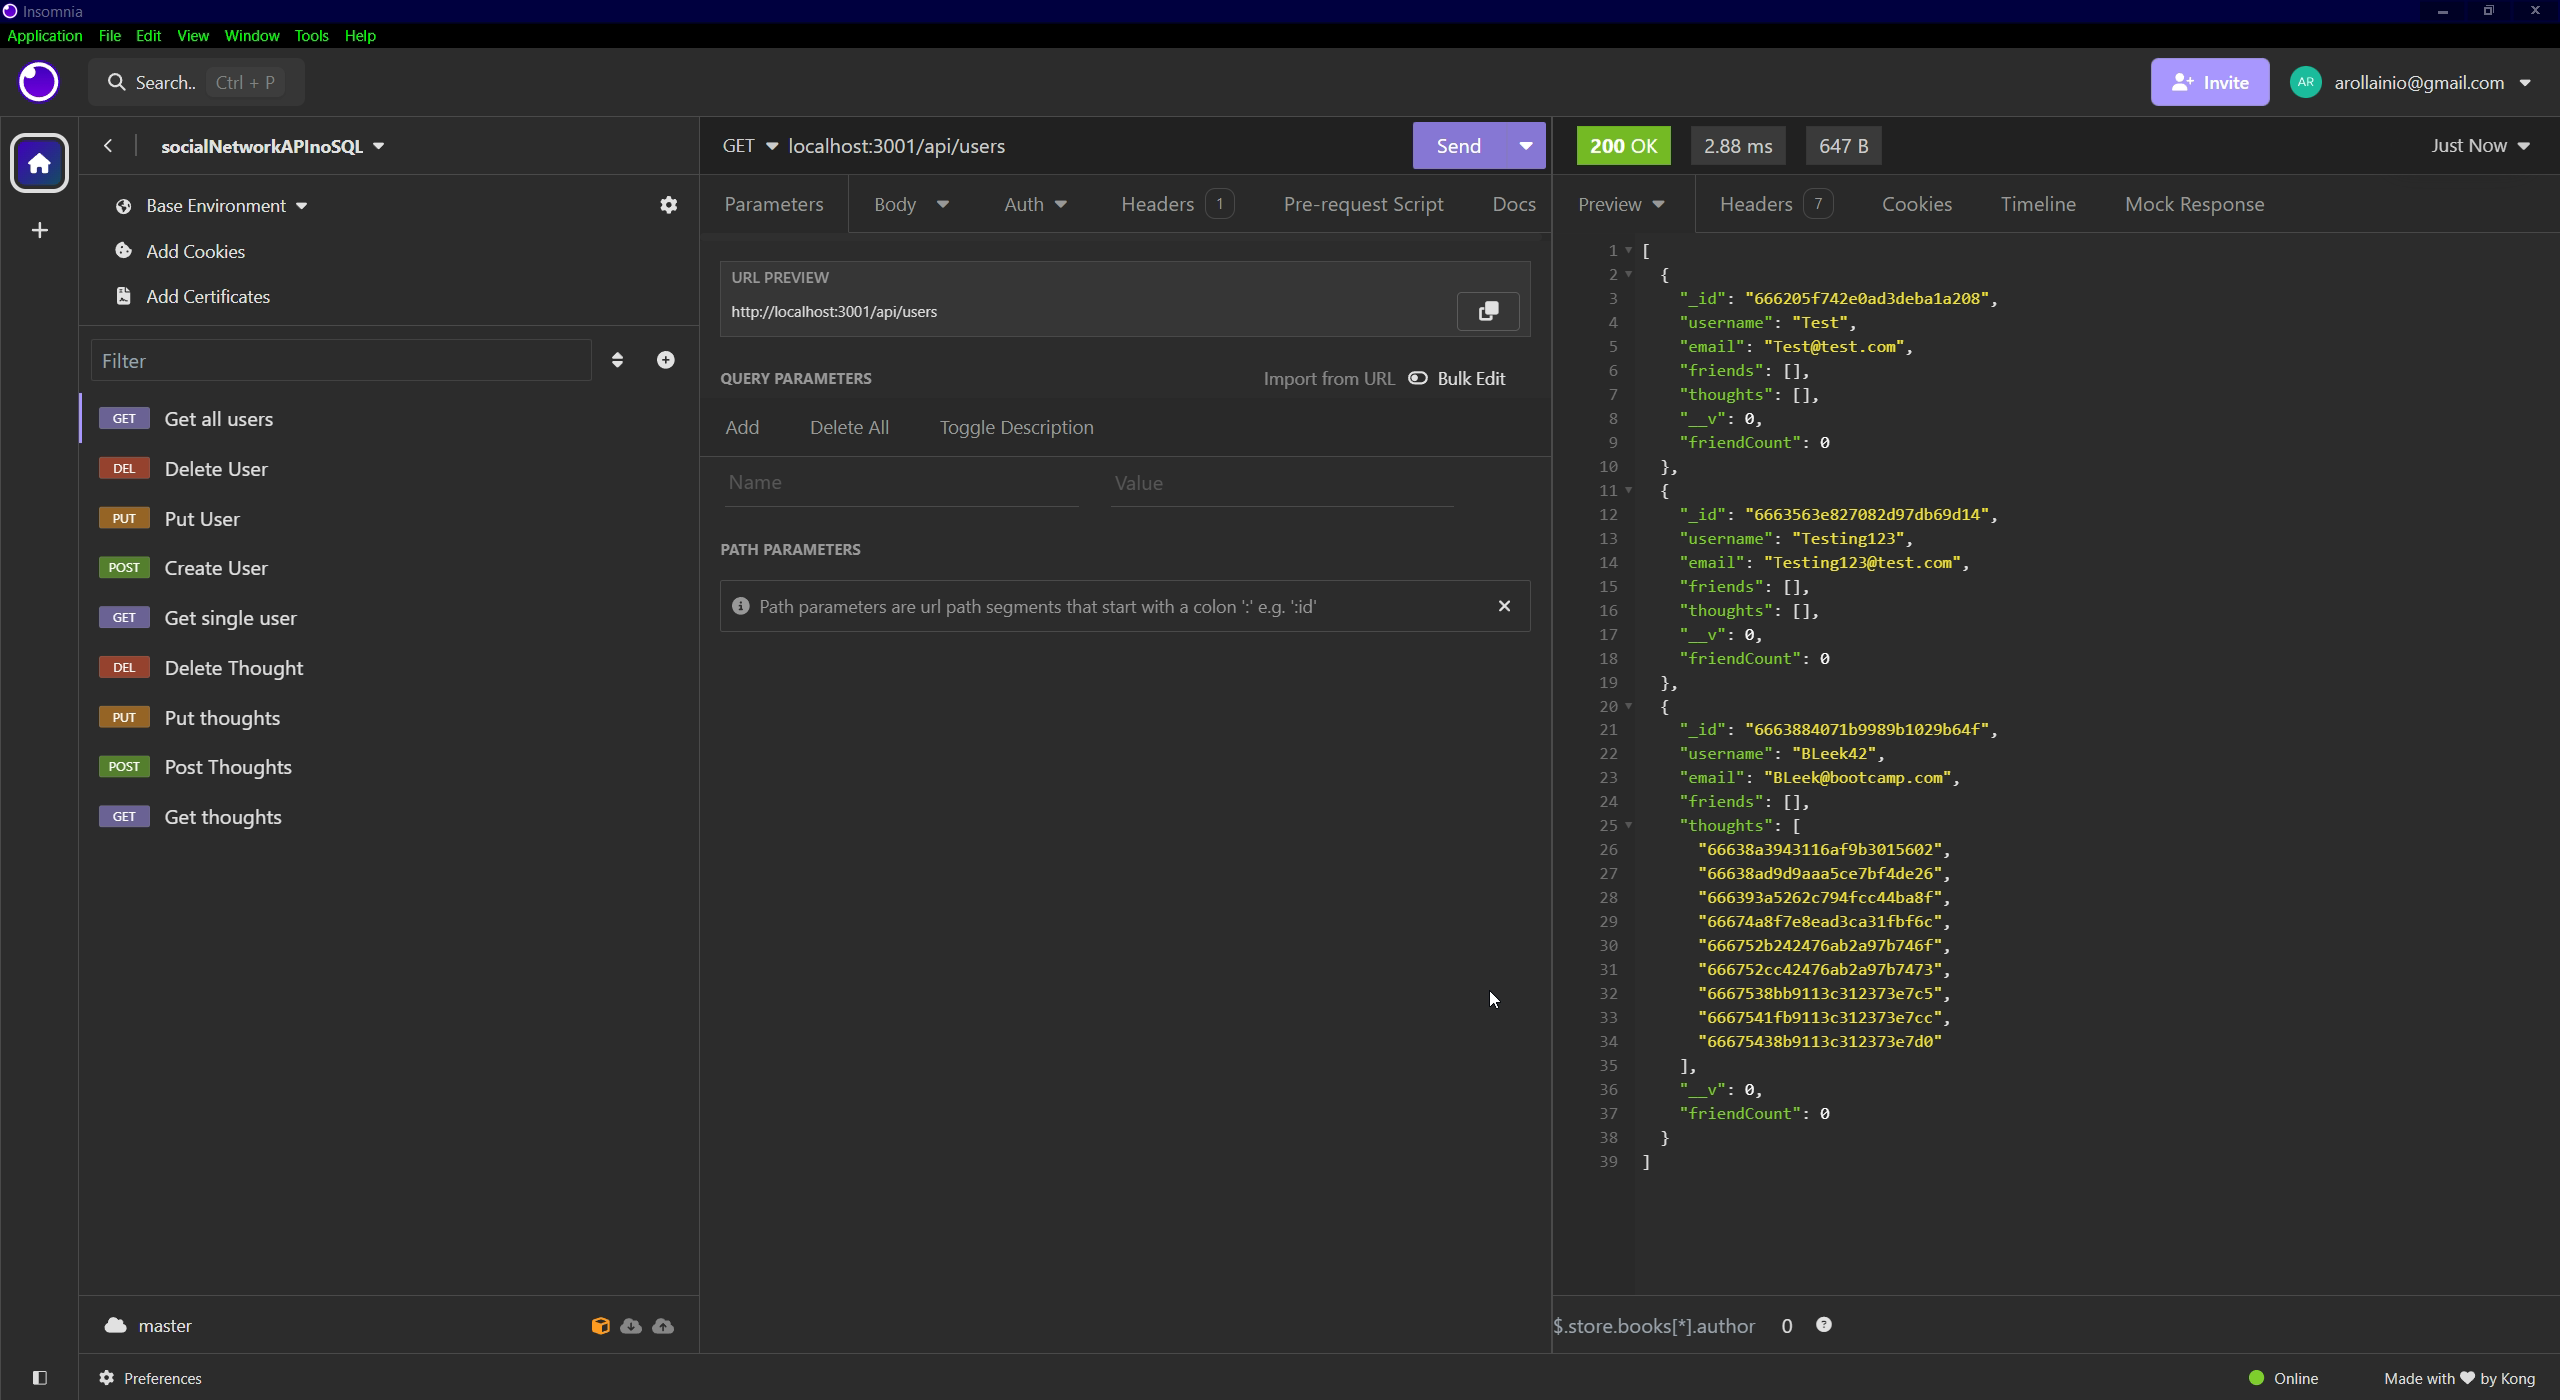 Insomnia
Application File Edit View Window Tools Help
Search.. Ctrl + P
Invite
AR arollainio@gmail.com
socialNetworkAPInoSQL
Base Environment
Add Cookies
Add Certificates
Filter
GET Get all users
DEL Delete User
PUT Put User
POST Create User
GET Get single user
DEL Delete Thought
PUT Put thoughts
POST Post Thoughts
GET Get thoughts
master
Preferences
GET localhost:3001/api/users
Send
Parameters Body Auth Headers 1 Pre-request Script Docs
URL PREVIEW
http://localhost:3001/api/users
QUERY PARAMETERS Import from URL Bulk Edit
Add Delete All Toggle Description
Name Value
PATH PARAMETERS
Path parameters are url path segments that start with a colon ':' e.g. ':id'
200 OK 2.88 ms 647 B Just Now
Preview Headers 7 Cookies Timeline Mock Response
1 [
2 {
3 "_id": "666205f742e0ad3deba1a208",
4 "username": "Test",
5 "email": "Test@test.com",
6 "friends": [],
7 "thoughts": [],
8 "__v": 0,
9 "friendCount": 0
10 },
11 {
12 "_id": "6663563e827082d97db69d14",
13 "username": "Testing123",
14 "email": "Testing123@test.com",
15 "friends": [],
16 "thoughts": [],
17 "__v": 0,
18 "friendCount": 0
19 },
20 {
21 "_id": "6663884071b9989b1029b64f",
22 "username": "BLeek42",
23 "email": "BLeek@bootcamp.com",
24 "friends": [],
25 "thoughts": [
26 "66638a3943116af9b3015602",
27 "66638ad9d9aaa5ce7bf4de26",
28 "666393a5262c794fcc44ba8f",
29 "66674a8f7e8ead3ca31fbf6c",
30 "666752b242476ab2a97b746f",
31 "666752cc42476ab2a97b7473",
32 "6667538bb9113c312373e7c5",
33 "6667541fb9113c312373e7cc",
34 "66675438b9113c312373e7d0"
35 ],
36 "__v": 0,
37 "friendCount": 0
38 }
39 ]
$.store.books[*].author 0
Online Made with ♥ by Kong